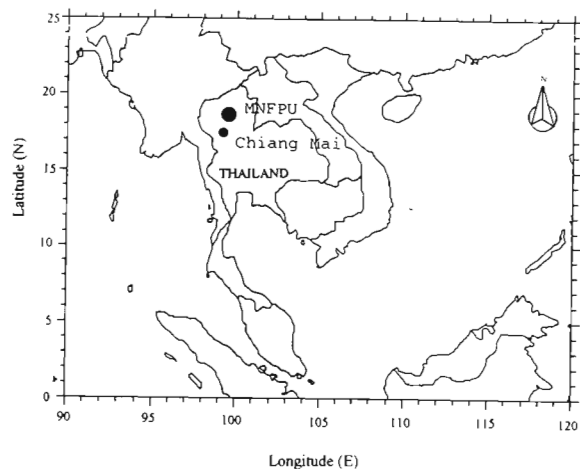 25
20
15
10
5
0
Latitude (N)
N
MNFPU
Chiang Mai
THAILAND
90 95 100 105 110 115 120
Longitude (E)